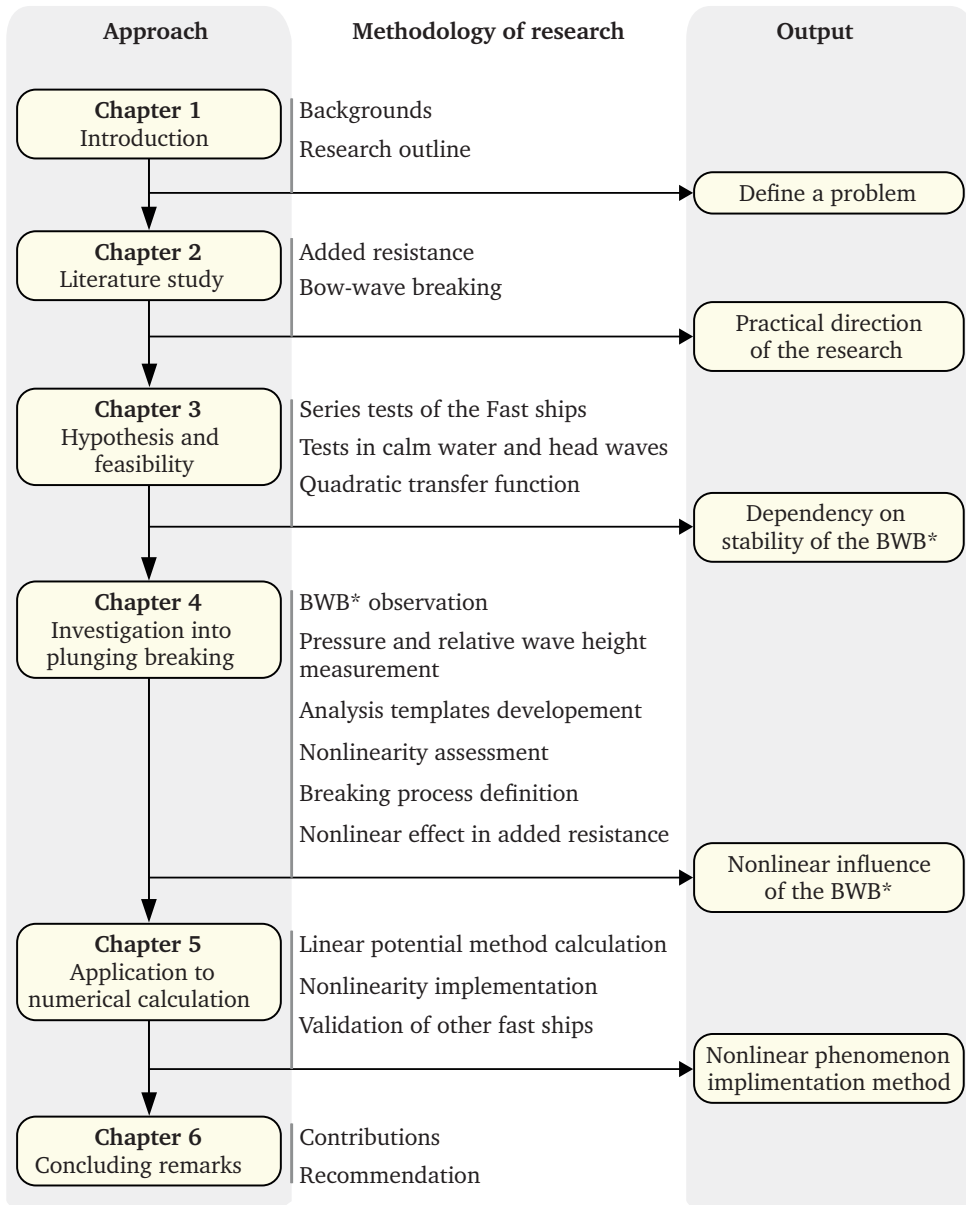 Approach
Methodology of research
Output
Chapter 1
Introduction
Backgrounds
Research outline
Define a problem
Chapter 2
Literature study
Added resistance
Bow-wave breaking
Practical direction
of the research
Chapter 3
Hypothesis and
feasibility
Series tests of the Fast ships
Tests in calm water and head waves
Quadratic transfer function
Dependency on
stability of the BWB*
Chapter 4
Investigation into
plunging breaking
BWB* observation
Pressure and relative wave height
measurement
Analysis templates developement
Nonlinearity assessment
Breaking process definition
Nonlinear effect in added resistance
Nonlinear influence
of the BWB*
Chapter 5
Application to
numerical calculation
Linear potential method calculation
Nonlinearity implementation
Validation of other fast ships
Nonlinear phenomenon
implimentation method
Chapter 6
Concluding remarks
Contributions
Recommendation